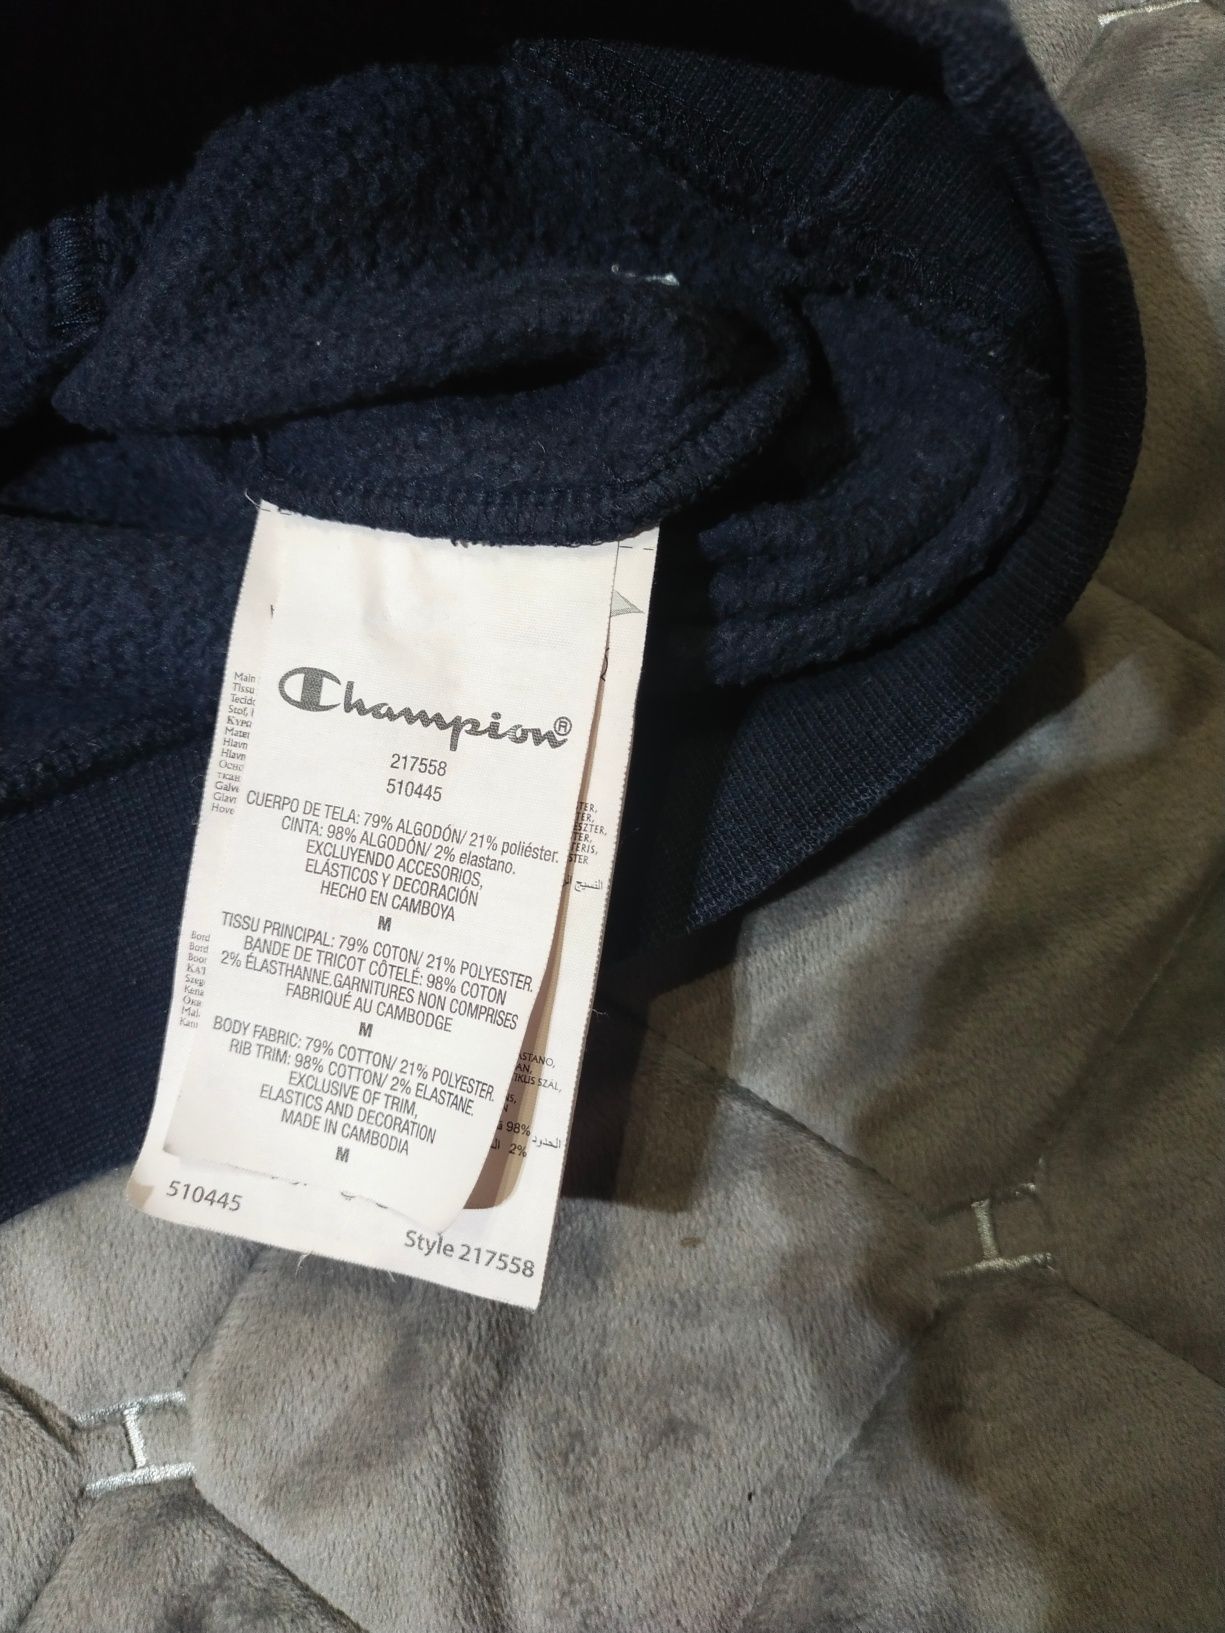 Champion®
217558
510445
CUERPO DE TELA: 79% ALGODÓN/ 21% poliéster.
CINTA: 98% ALGODÓN/ 2% elastano.
EXCLUYENDO ACCESORIOS,
ELÁSTICOS Y DECORACIÓN
HECHO EN CAMBOYA
M
TISSU PRINCIPAL: 79% COTON/ 21% POLYESTER.
BANDE DE TRICOT CÔTELÉ: 98% COTON
2% ÉLASTHANNE.GARNITURES NON COMPRISES
FABRIQUÉ AU CAMBODGE
M
BODY FABRIC: 79% COTTON/ 21% POLYESTER.
RIB TRIM: 98% COTTON/ 2% ELASTANE.
EXCLUSIVE OF TRIM,
ELASTICS AND DECORATION
MADE IN CAMBODIA
M
98%
2%
510445
Style 217558